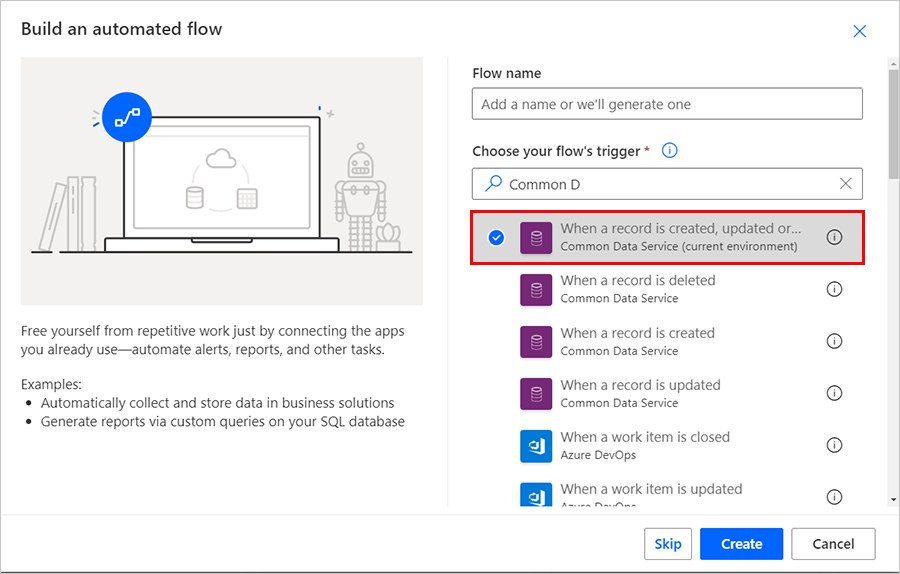 Build an automated flow
Free yourself from repetitive work just by connecting the apps
you already use—automate alerts, reports, and other tasks.
Examples:
• Automatically collect and store data in business solutions
• Generate reports via custom queries on your SQL database
Flow name
Add a name or we'll generate one
Choose your flow's trigger *
Common D
When a record is created, updated or...
Common Data Service (current environment)
When a record is deleted
Common Data Service
When a record is created
Common Data Service
When a record is updated
Common Data Service
When a work item is closed
Azure DevOps
When a work item is updated
Azure DevOps
Skip
Create
Cancel